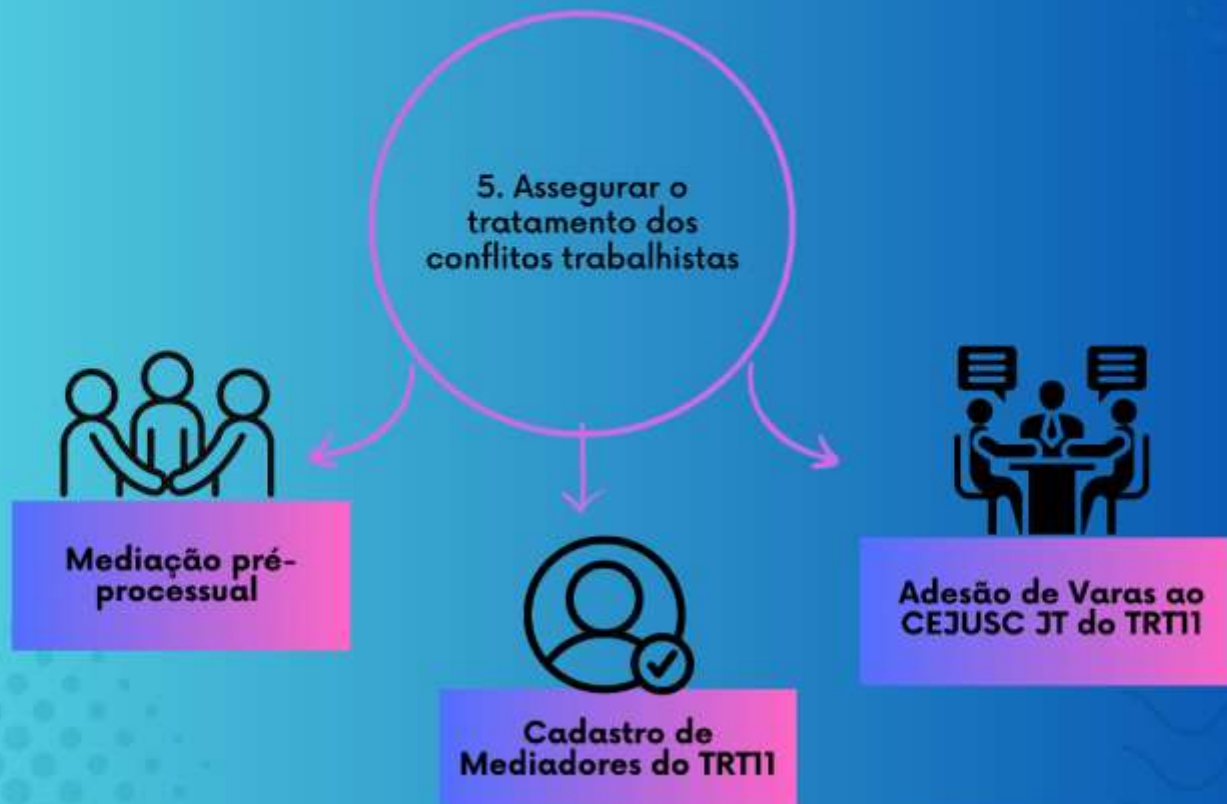 5. Assegurar o
tratamento dos
conflitos trabalhistas
Mediação pré-
processual
Cadastro de
Mediadores do TRT11
Adesão de Varas ao
CEJUSC JT do TRT11